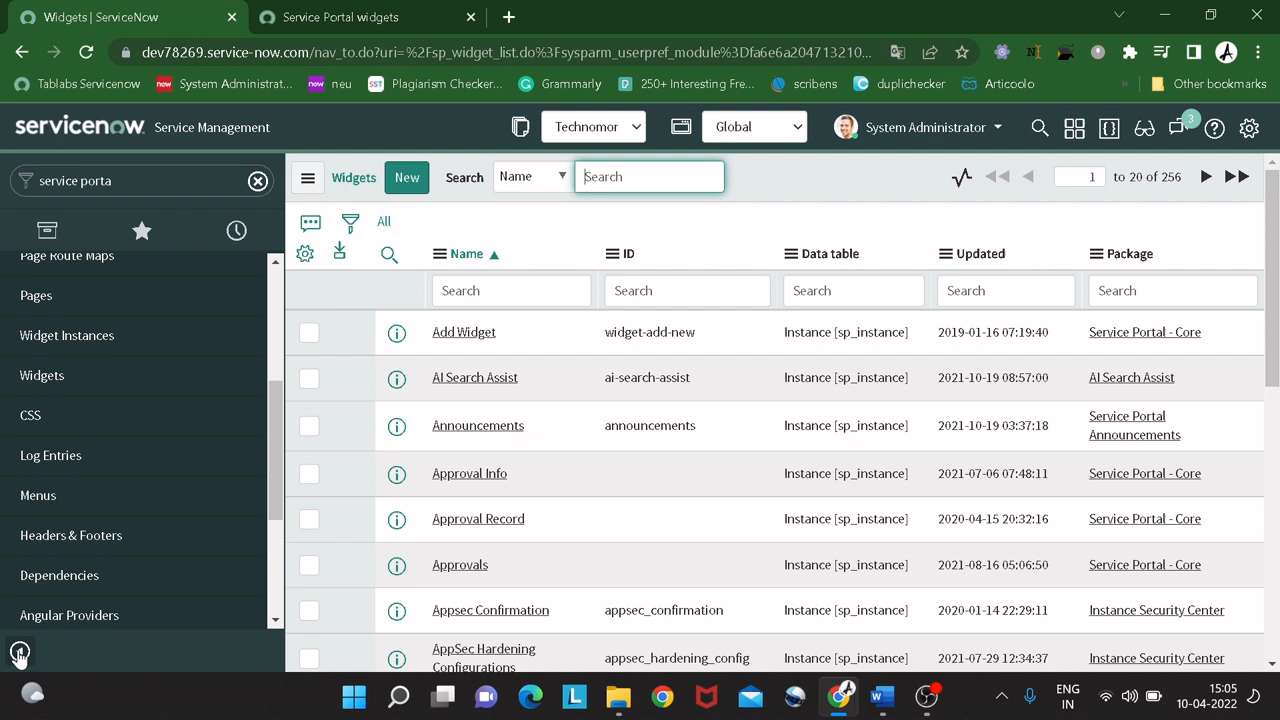 Widgets | ServiceNow
Service Portal widgets
dev78269.service-now.com/nav_to.do?uri=%2Fsp_widget_list.do%3Fsysparm_userpref_module%3Dfa6e6a204713210...
Tablabs Servicenow
now
System Administrat...
now
neu
SST
Plagiarism Checker...
Grammarly
250+ Interesting Fre...
scribens
duplichecker
Articoolo
»
Other bookmarks
servicenow
Service Management
Technomor
Global
System Administrator
3
service porta
Widgets
New
Search
Name
Search
1
to 20 of 256
All
Name
ID
Data table
Updated
Package
Search
Search
Search
Search
Search
Page Route Maps
Pages
Widget Instances
Widgets
CSS
Log Entries
Menus
Headers & Footers
Dependencies
Angular Providers
Add Widget
widget-add-new
Instance [sp_instance]
2019-01-16 07:19:40
Service Portal - Core
AI Search Assist
ai-search-assist
Instance [sp_instance]
2021-10-19 08:57:00
AI Search Assist
Announcements
announcements
Instance [sp_instance]
2021-10-19 03:37:18
Service Portal
Announcements
Approval Info
Instance [sp_instance]
2021-07-06 07:48:11
Service Portal - Core
Approval Record
Instance [sp_instance]
2020-04-15 20:32:16
Service Portal - Core
Approvals
Instance [sp_instance]
2021-08-16 05:06:50
Service Portal - Core
Appsec Confirmation
appsec_confirmation
Instance [sp_instance]
2020-01-14 22:29:11
Instance Security Center
AppSec Hardening
Configurations
appsec_hardening_config
Instance [sp_instance]
2021-07-29 12:34:37
Instance Security Center
ENG
IN
15:05
10-04-2022